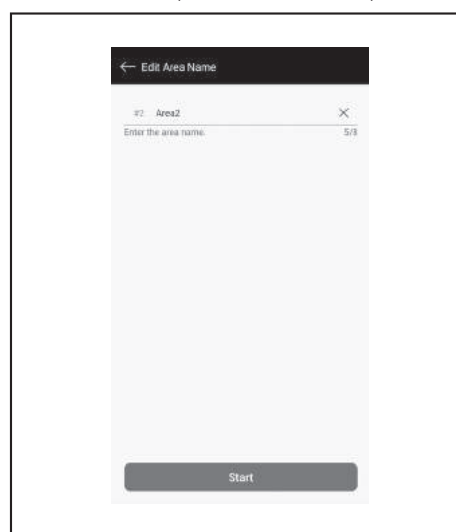 ← Edit Area Name
#2 Area2 ×
Enter the area name. 5/8
Start